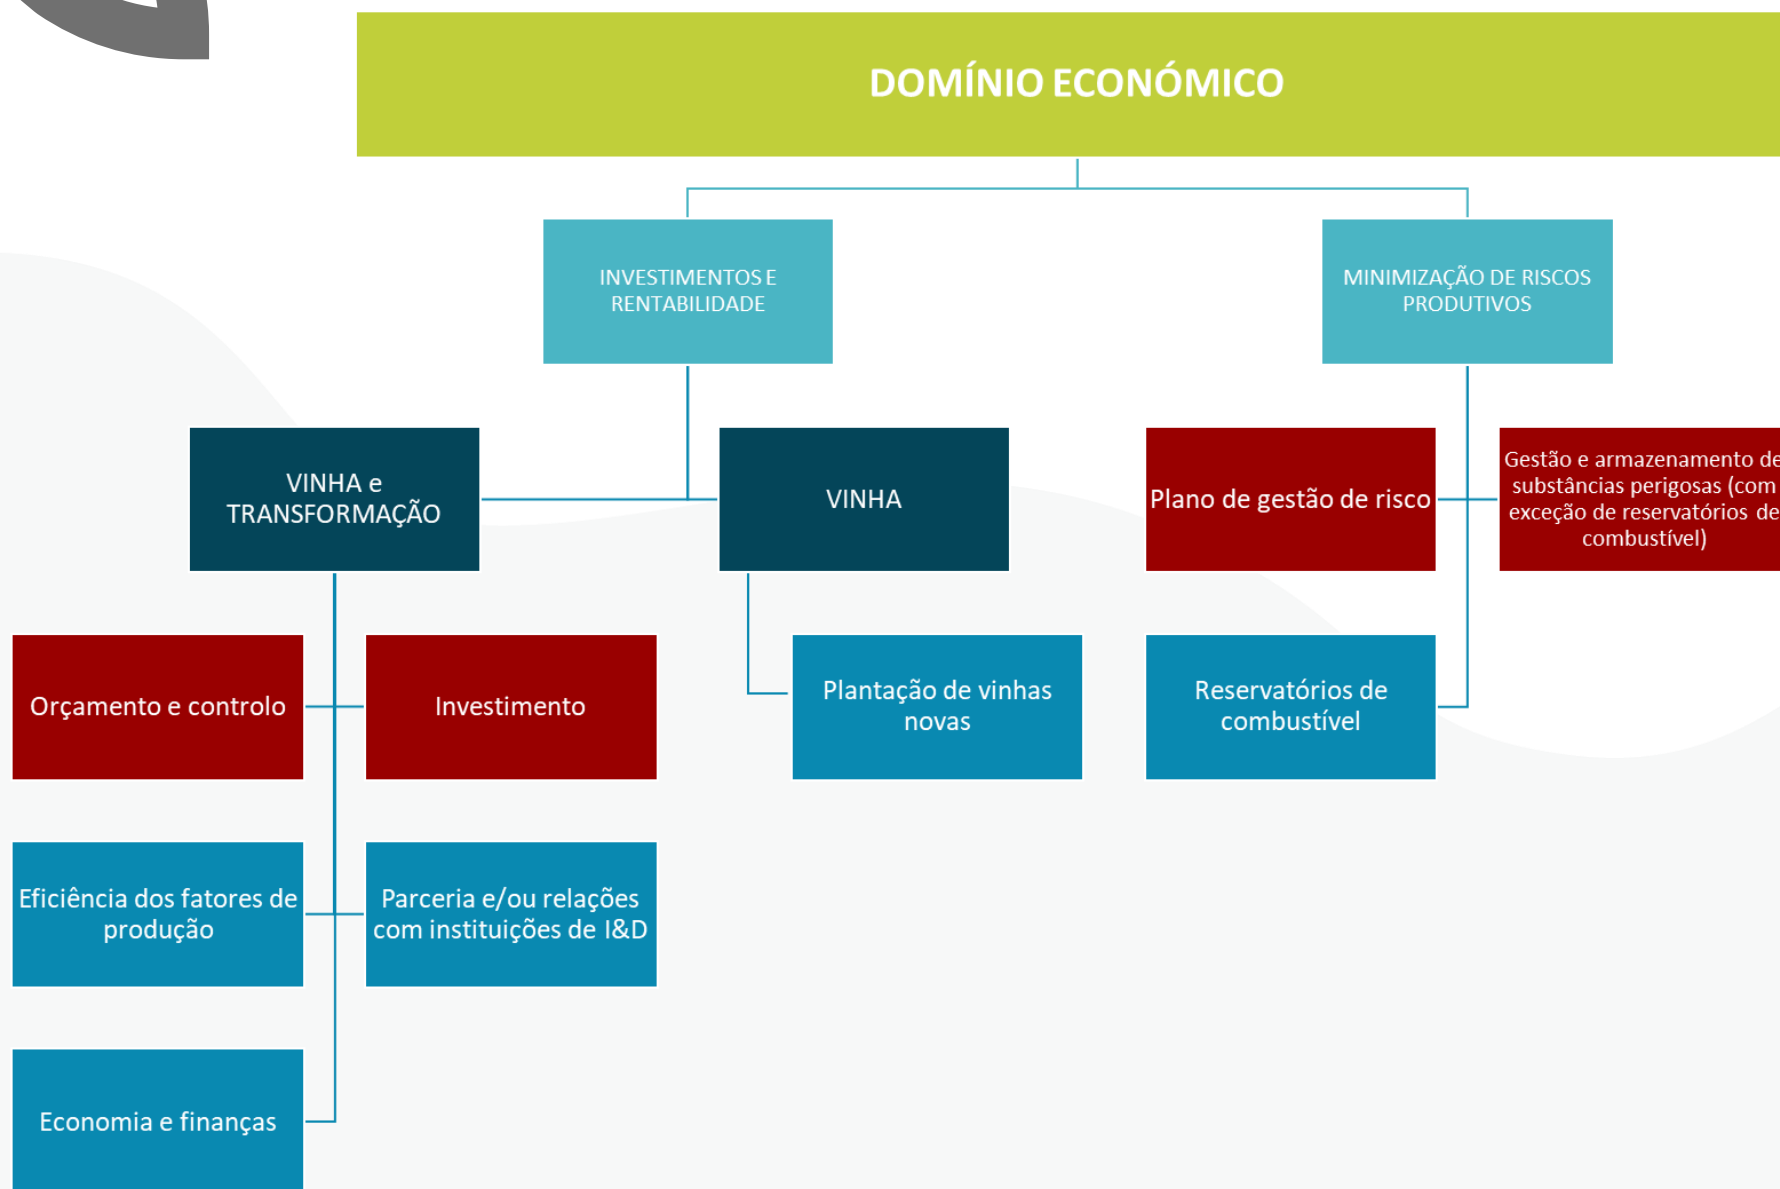 DOMÍNIO ECONÓMICO
INVESTIMENTOS E
RENTABILIDADE
MINIMIZAÇÃO DE RISCOS
PRODUTIVOS
VINHA e
TRANSFORMAÇÃO
VINHA
Plano de gestão de risco
Gestão e armazenamento de
substâncias perigosas (com
exceção de reservatórios de
combustível)
Orçamento e controlo
Investimento
Plantação de vinhas
novas
Reservatórios de
combustível
Eficiência dos fatores de
produção
Parceria e/ou relações
com instituições de I&D
Economia e finanças